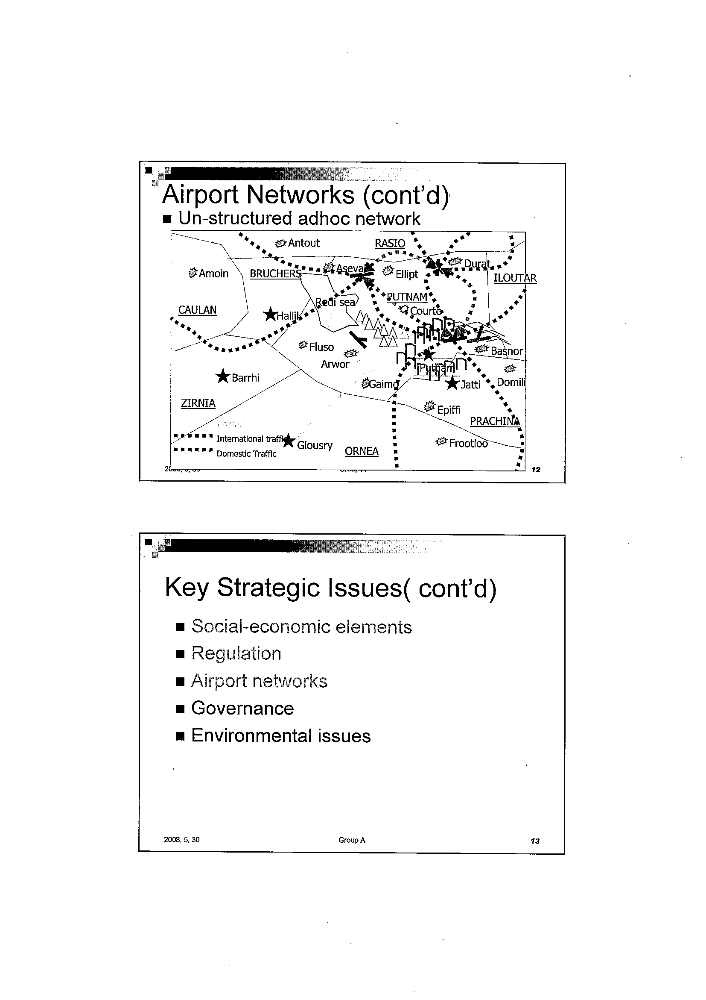 Airport Networks (cont'd)
■ Un-structured adhoc network
Antout
RASIO
Durat
Amoin
BRUCHERS
Aseval
Ellipt
ILOUTAR
PUTNAM
Redi sea
CAULAN
Hallil
Courto
Fluso
Basnor
Arwor
Putnam
Barrhi
Gaimo
Jatti
Domili
ZIRNIA
Epiffi
PRACHINA
Legend
International traffic
Glousry
Frootloo
ORNEA
Domestic Traffic
12
Key Strategic Issues( cont'd)
■ Social-economic elements
■ Regulation
■ Airport networks
■ Governance
■ Environmental issues
2008, 5, 30
Group A
13